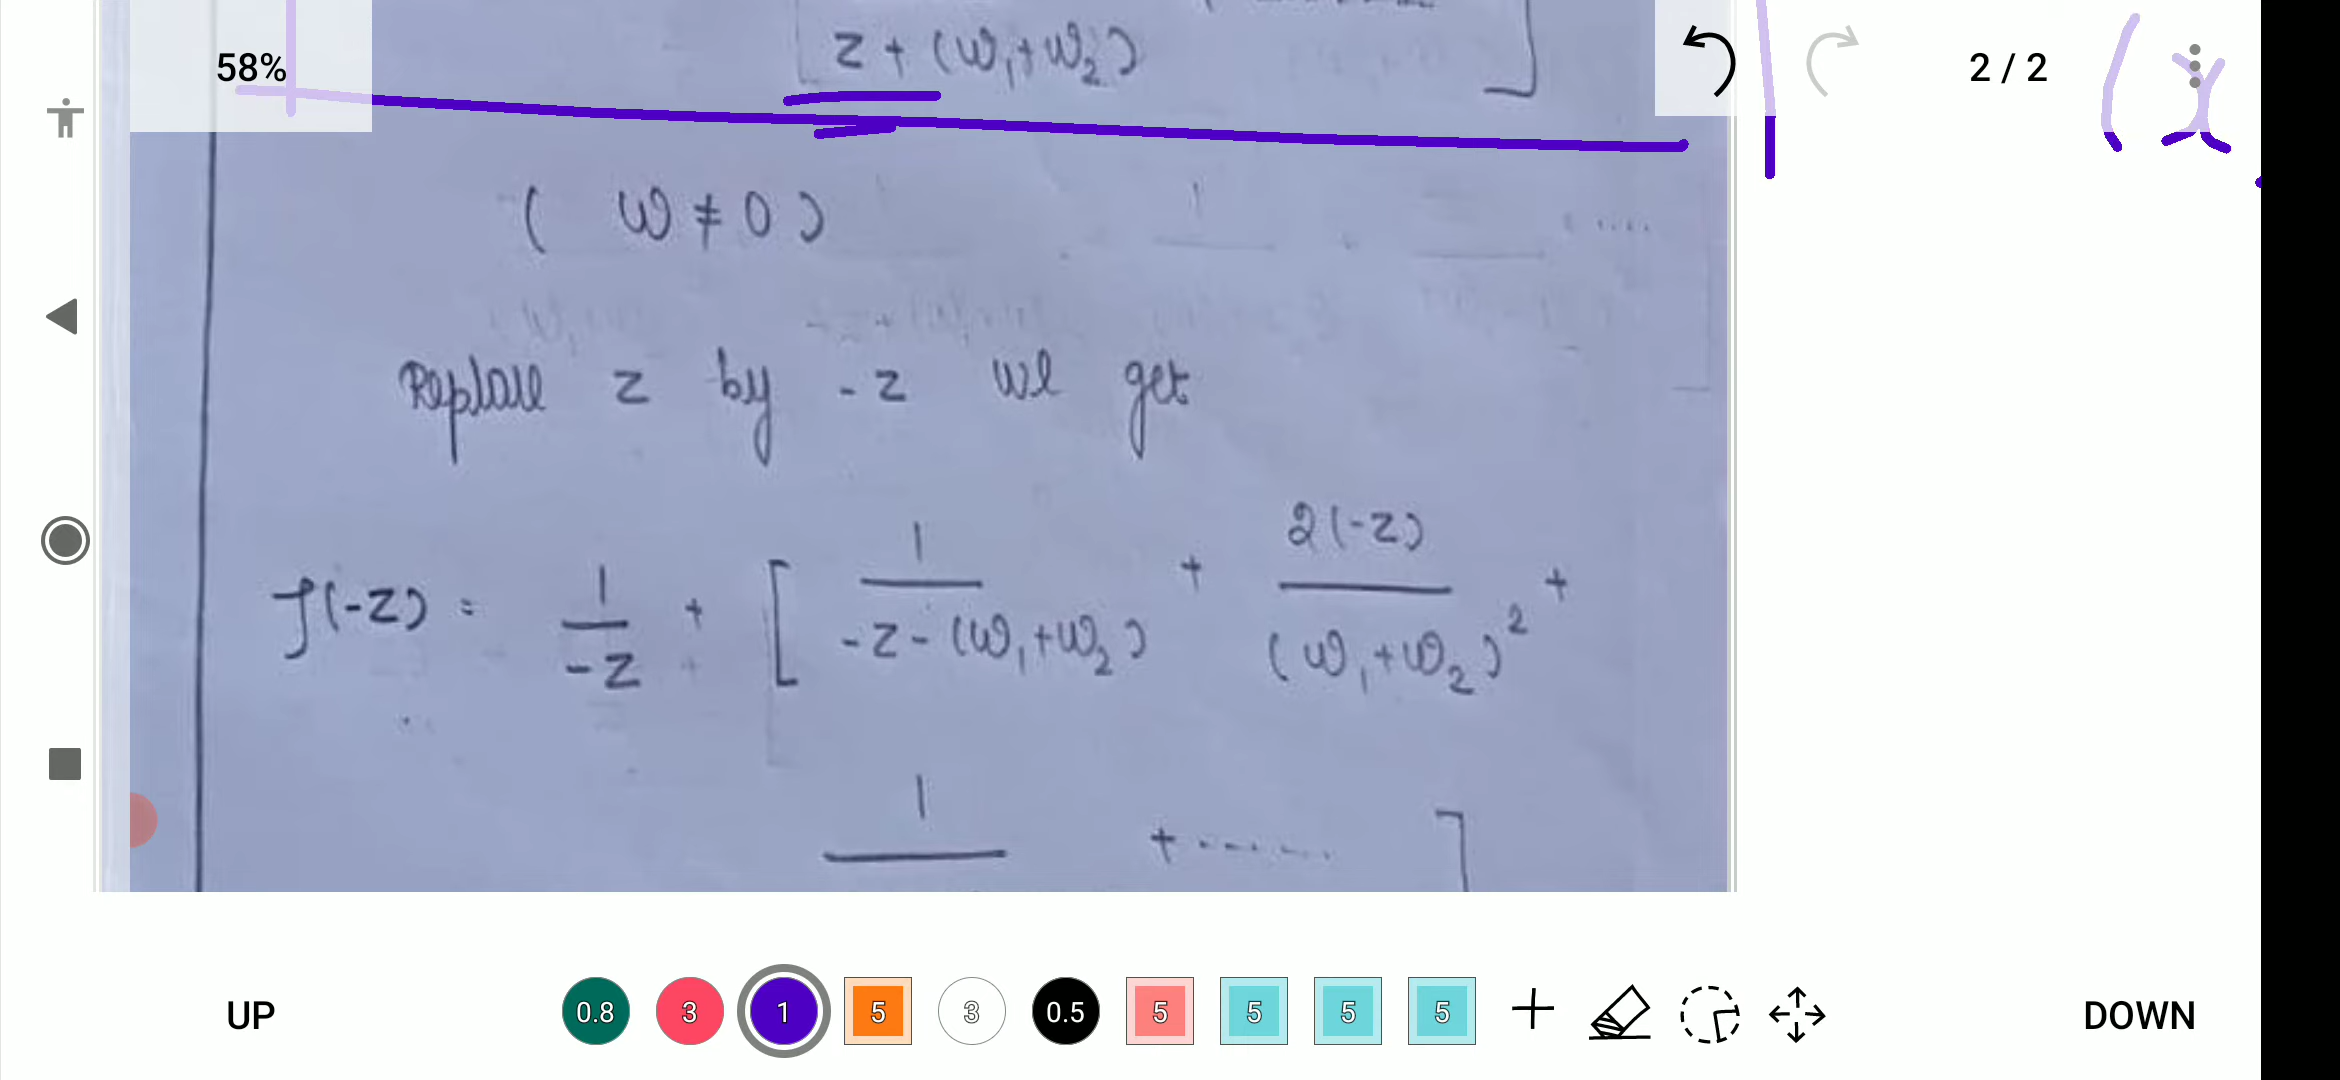 58%
2 / 2
z + (ω₁+ω₂) ]
( x
( ω ≠ 0 )
Replace z by -z we get
ζ(-z) = 1/-z + [ 1/-z-(ω₁+ω₂) + 2(-z)/(ω₁+ω₂)² +
1 + ...... ]
UP 0.8 3 1 5 3 0.5 5 5 5 5 DOWN